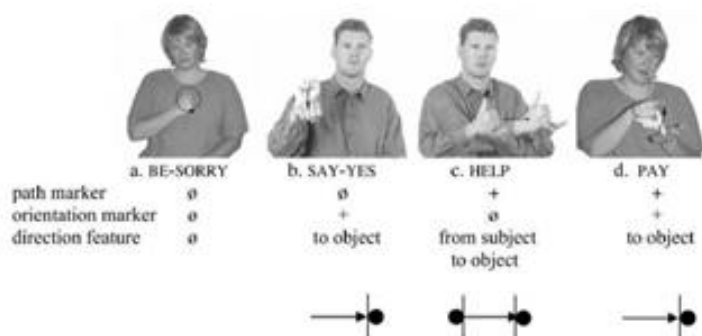 a. BE-SORRY b. SAY-YES c. HELP d. PAY
path marker ø ø + +
orientation marker ø + ø +
direction feature ø to object from subject to object
to object